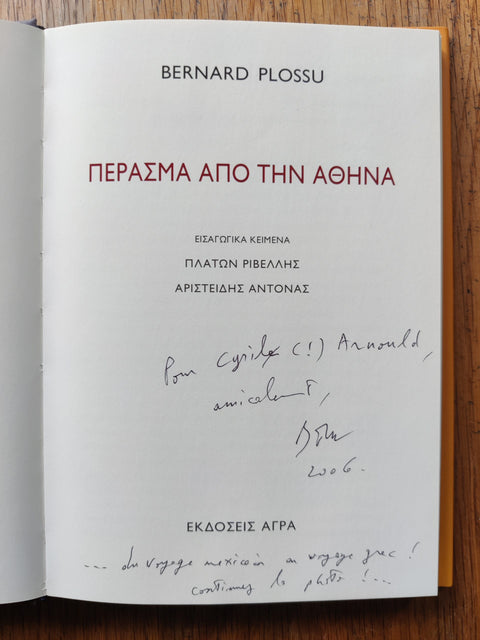 BERNARD PLOSSU
ΠΕΡΑΣΜΑ ΑΠΟ ΤΗΝ ΑΘΗΝΑ
ΕΙΣΑΓΩΓΙΚΑ ΚΕΙΜΕΝΑ
ΠΛΑΤΩΝ ΡΙΒΕΛΛΗΣ
ΑΡΙΣΤΕΙΔΗΣ ΑΝΤΟΝΑΣ
Pour Cyrile (!) Arnould,
amicalement,
2006.
ΕΚΔΟΣΕΙΣ ΑΓΡΑ
... du voyage mexicain au voyage grec !
continuez la photo !...